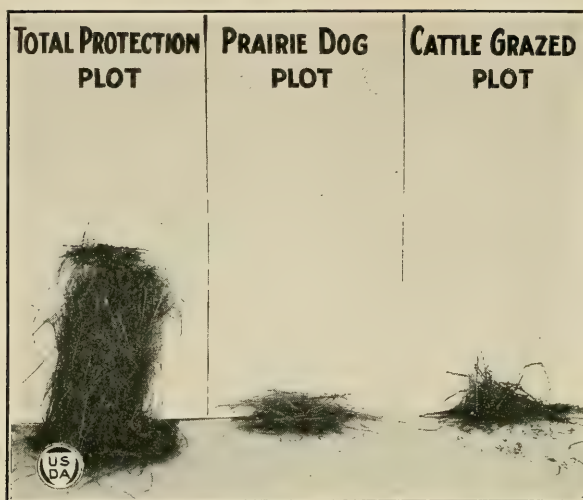 TOTAL PROTECTION
PLOT
PRAIRIE DOG
PLOT
CATTLE GRAZED
PLOT
US
DA